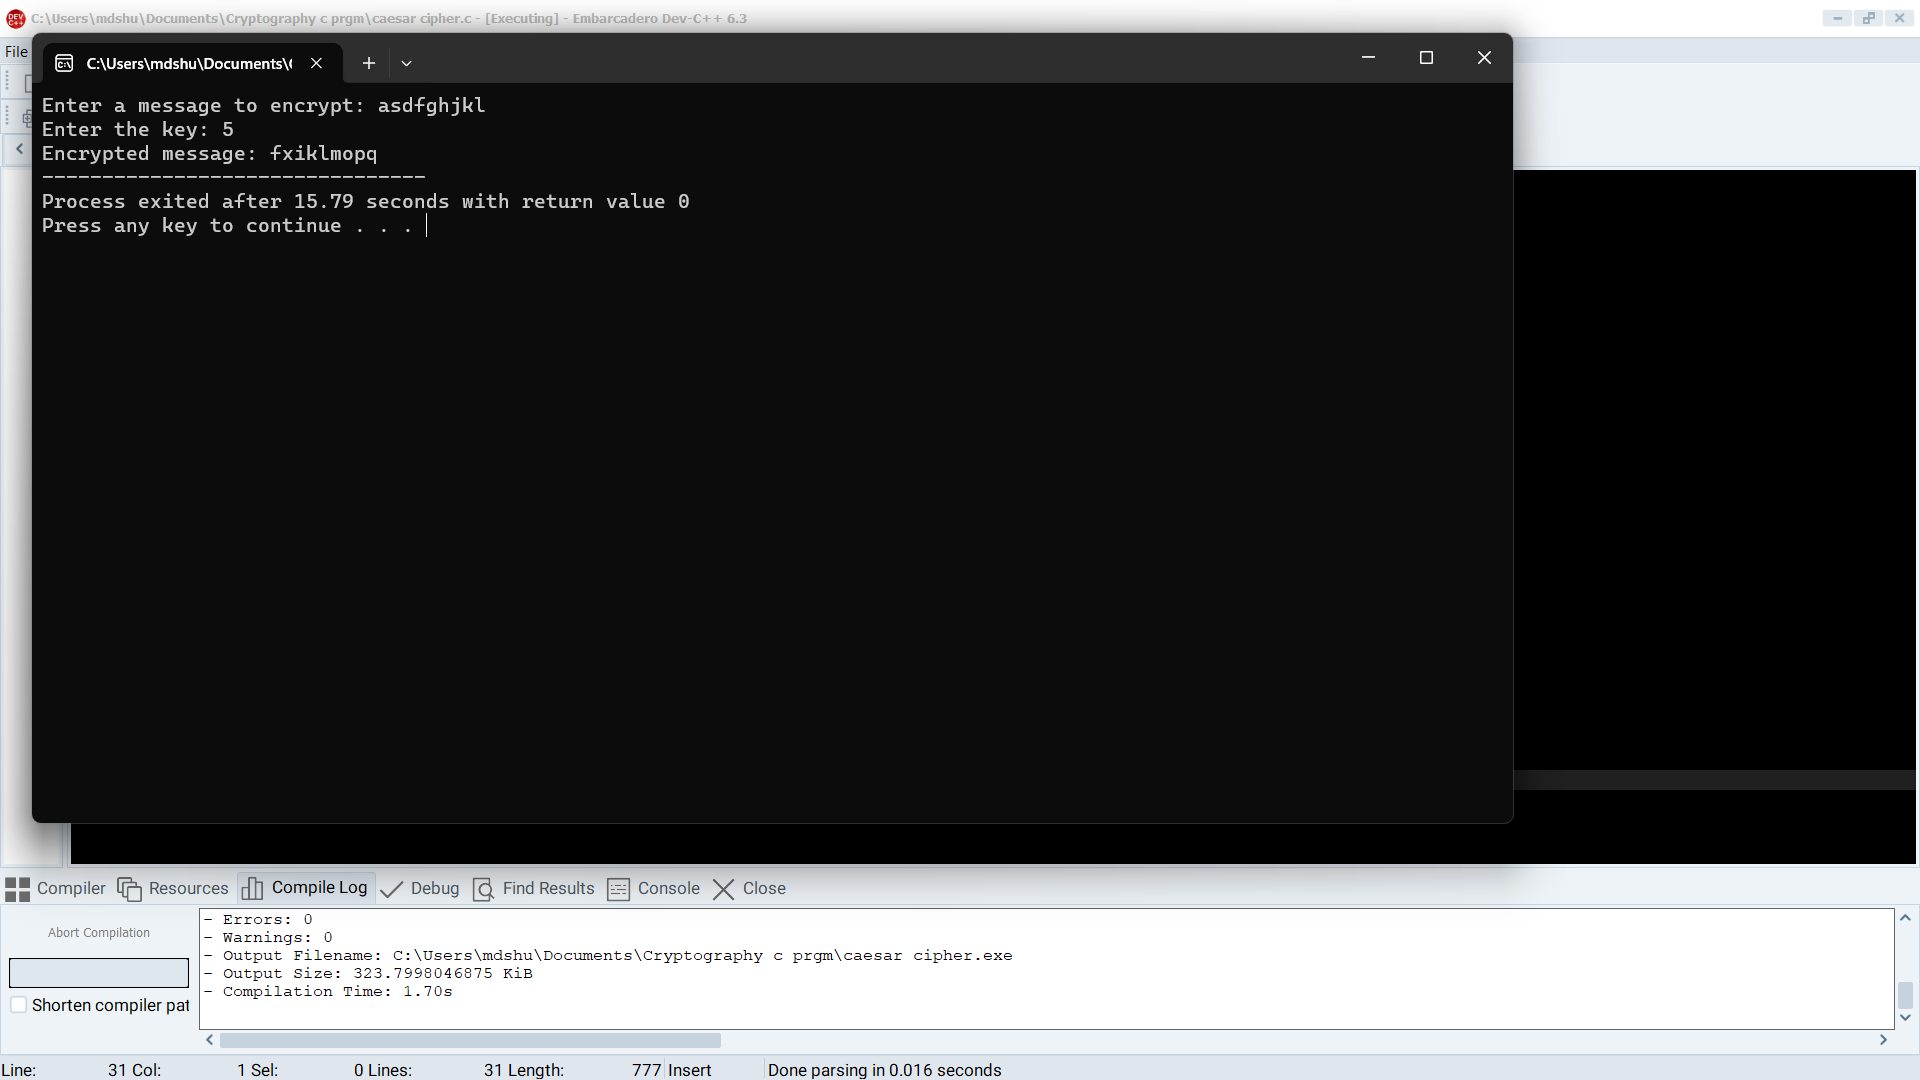 C:\Users\mdshu\Documents\Cryptography c prgm\caesar cipher.c - [Executing] - Embarcadero Dev-C++ 6.3
File
C:\Users\mdshu\Documents\
Enter a message to encrypt: asdfghjkl
Enter the key: 5
Encrypted message: fxiklmopq
--------------------------------
Process exited after 15.79 seconds with return value 0
Press any key to continue . . .
Compiler Resources Compile Log Debug Find Results Console Close
Abort Compilation
Shorten compiler pat
- Errors: 0
- Warnings: 0
- Output Filename: C:\Users\mdshu\Documents\Cryptography c prgm\caesar cipher.exe
- Output Size: 323.7998046875 KiB
- Compilation Time: 1.70s
Line: 31 Col: 1 Sel: 0 Lines: 31 Length: 777 Insert Done parsing in 0.016 seconds